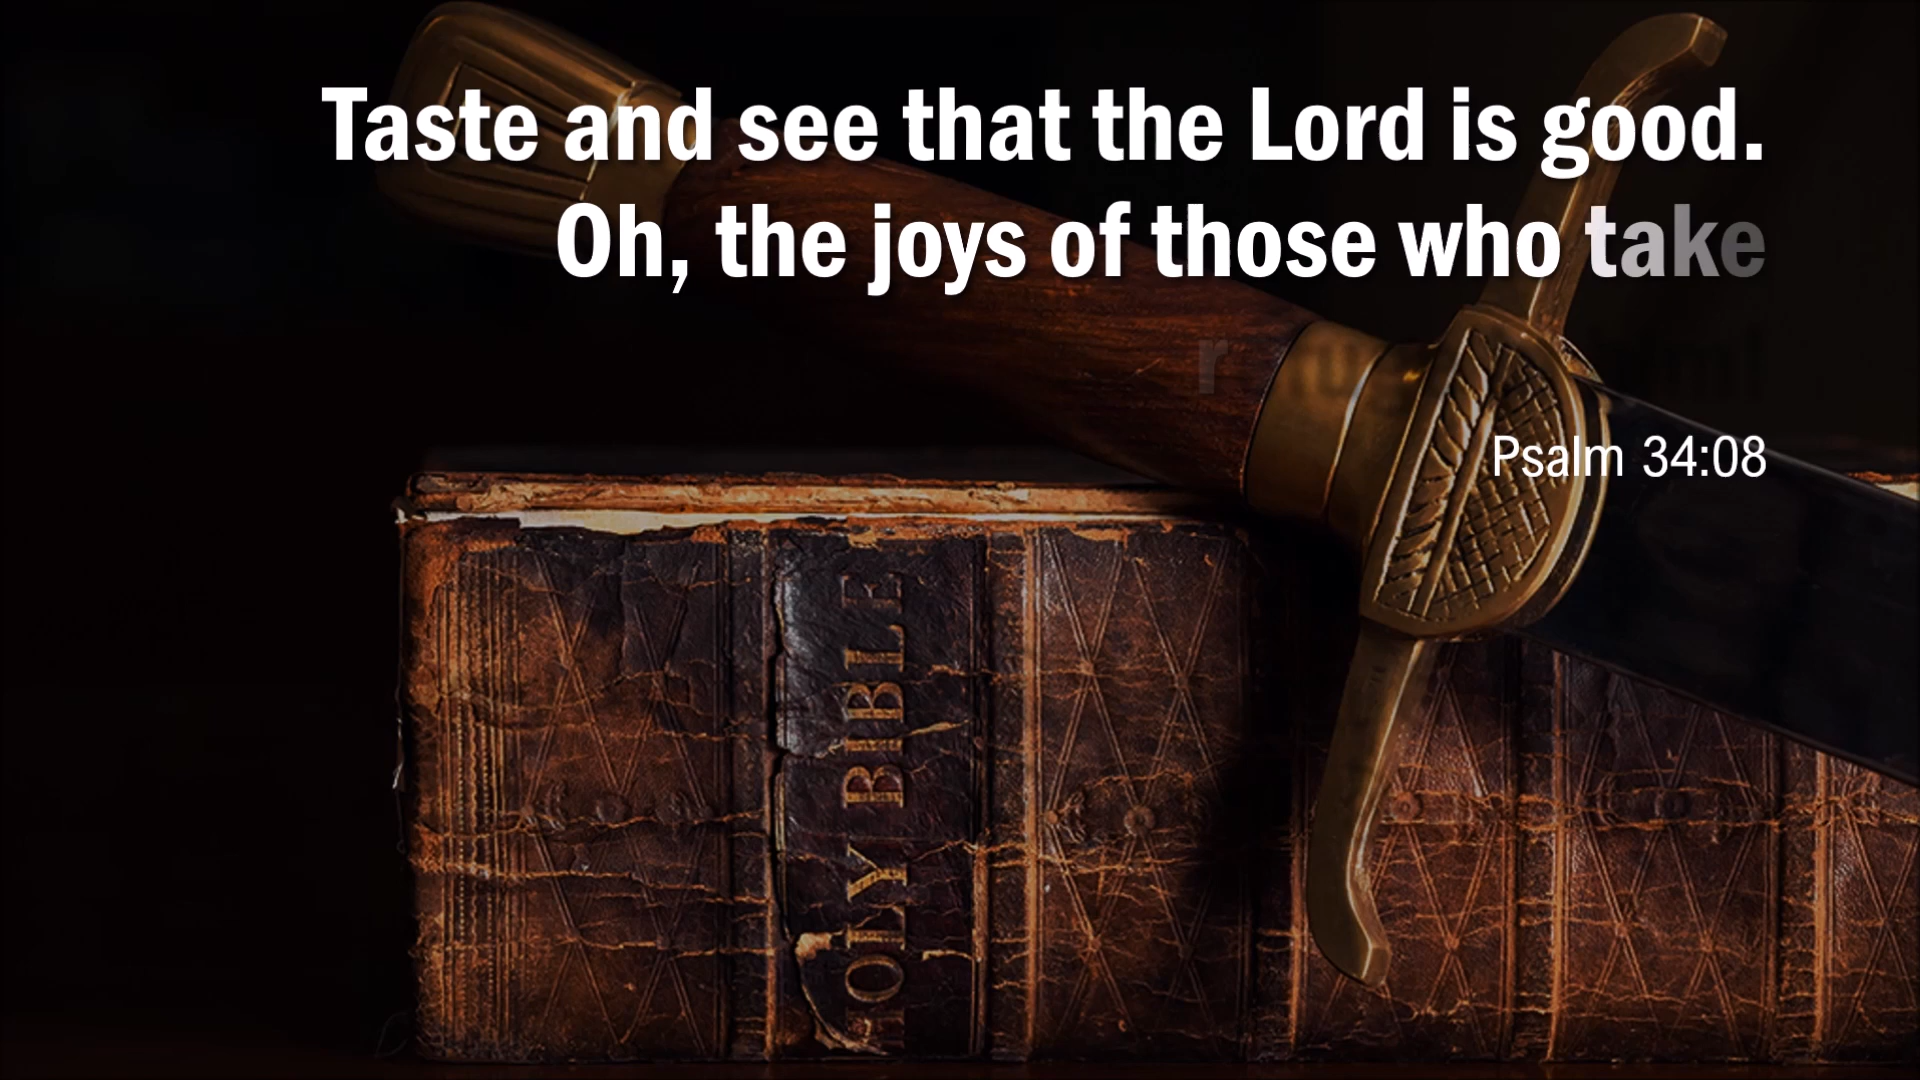 Taste and see that the Lord is good.
Oh, the joys of those who take
Psalm 34:08
HOLY BIBLE